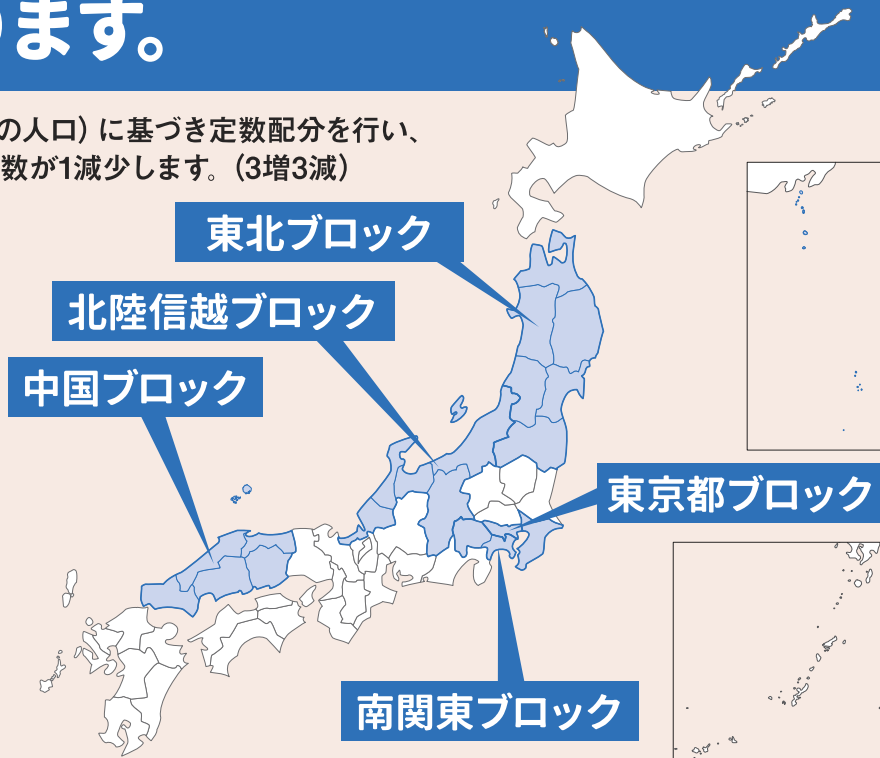 ます。
の人口）に基づき定数配分を行い、
数が1減少します。（3増3減）
東北ブロック
北陸信越ブロック
中国ブロック
東京都ブロック
南関東ブロック